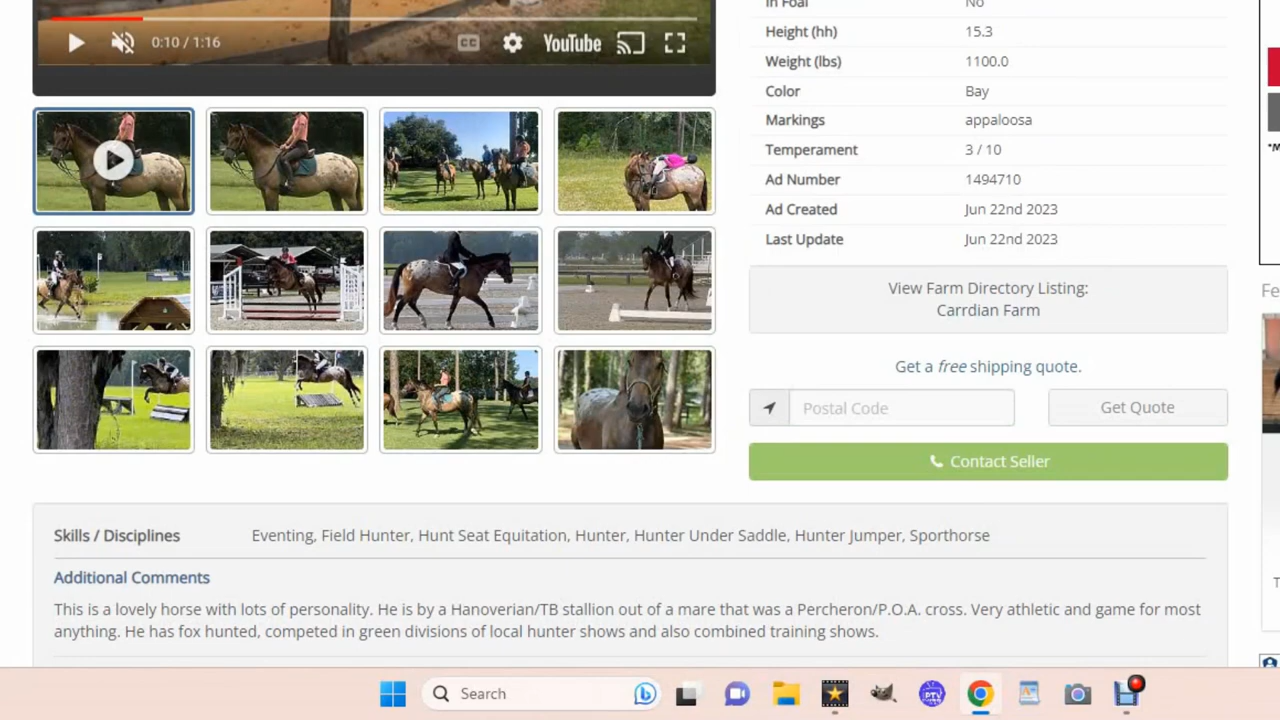 In Foal No
Height (hh) 15.3
Weight (lbs) 1100.0
Color Bay
Markings appaloosa
Temperament 3 / 10
Ad Number 1494710
Ad Created Jun 22nd 2023
Last Update Jun 22nd 2023
View Farm Directory Listing:
Carrdian Farm
Get a free shipping quote.
Postal Code
Get Quote
Contact Seller
0:10 / 1:16
CC
YouTube
Skills / Disciplines Eventing, Field Hunter, Hunt Seat Equitation, Hunter, Hunter Under Saddle, Hunter Jumper, Sporthorse
Additional Comments
This is a lovely horse with lots of personality. He is by a Hanoverian/TB stallion out of a mare that was a Percheron/P.O.A. cross. Very athletic and game for most
anything. He has fox hunted, competed in green divisions of local hunter shows and also combined training shows.
*M
Fe
T
Search
PTV